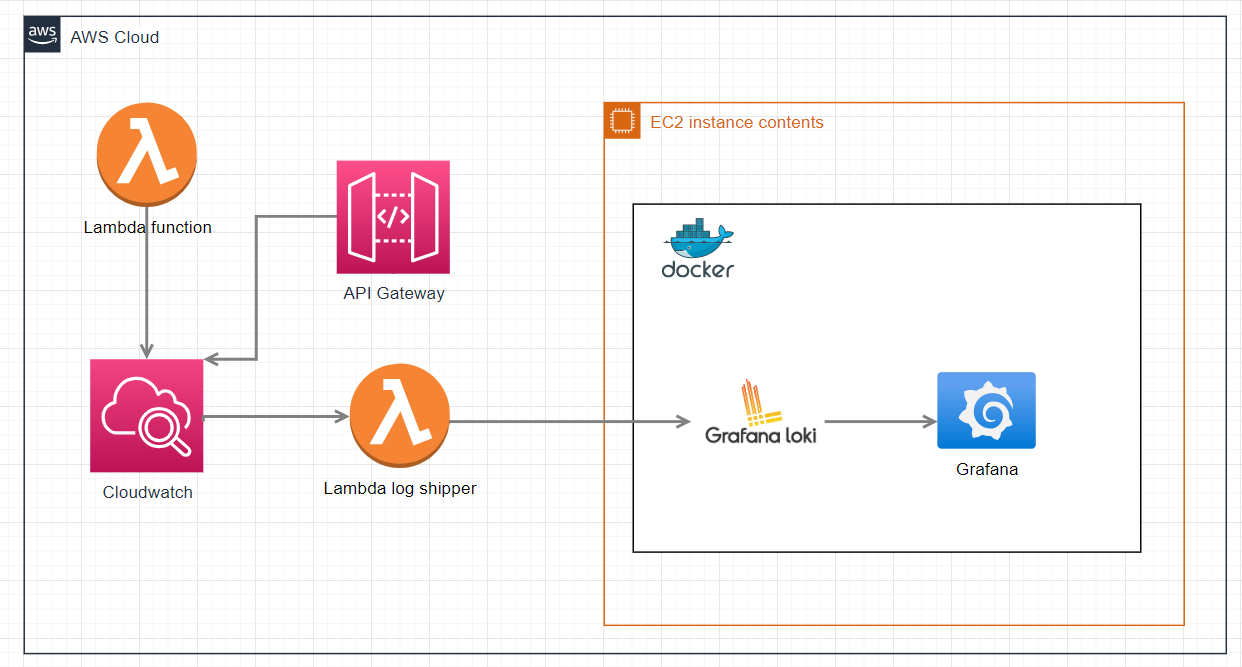 aws
AWS Cloud
EC2 instance contents
Lambda function
docker
API Gateway
Grafana loki
Grafana
Lambda log shipper
Cloudwatch